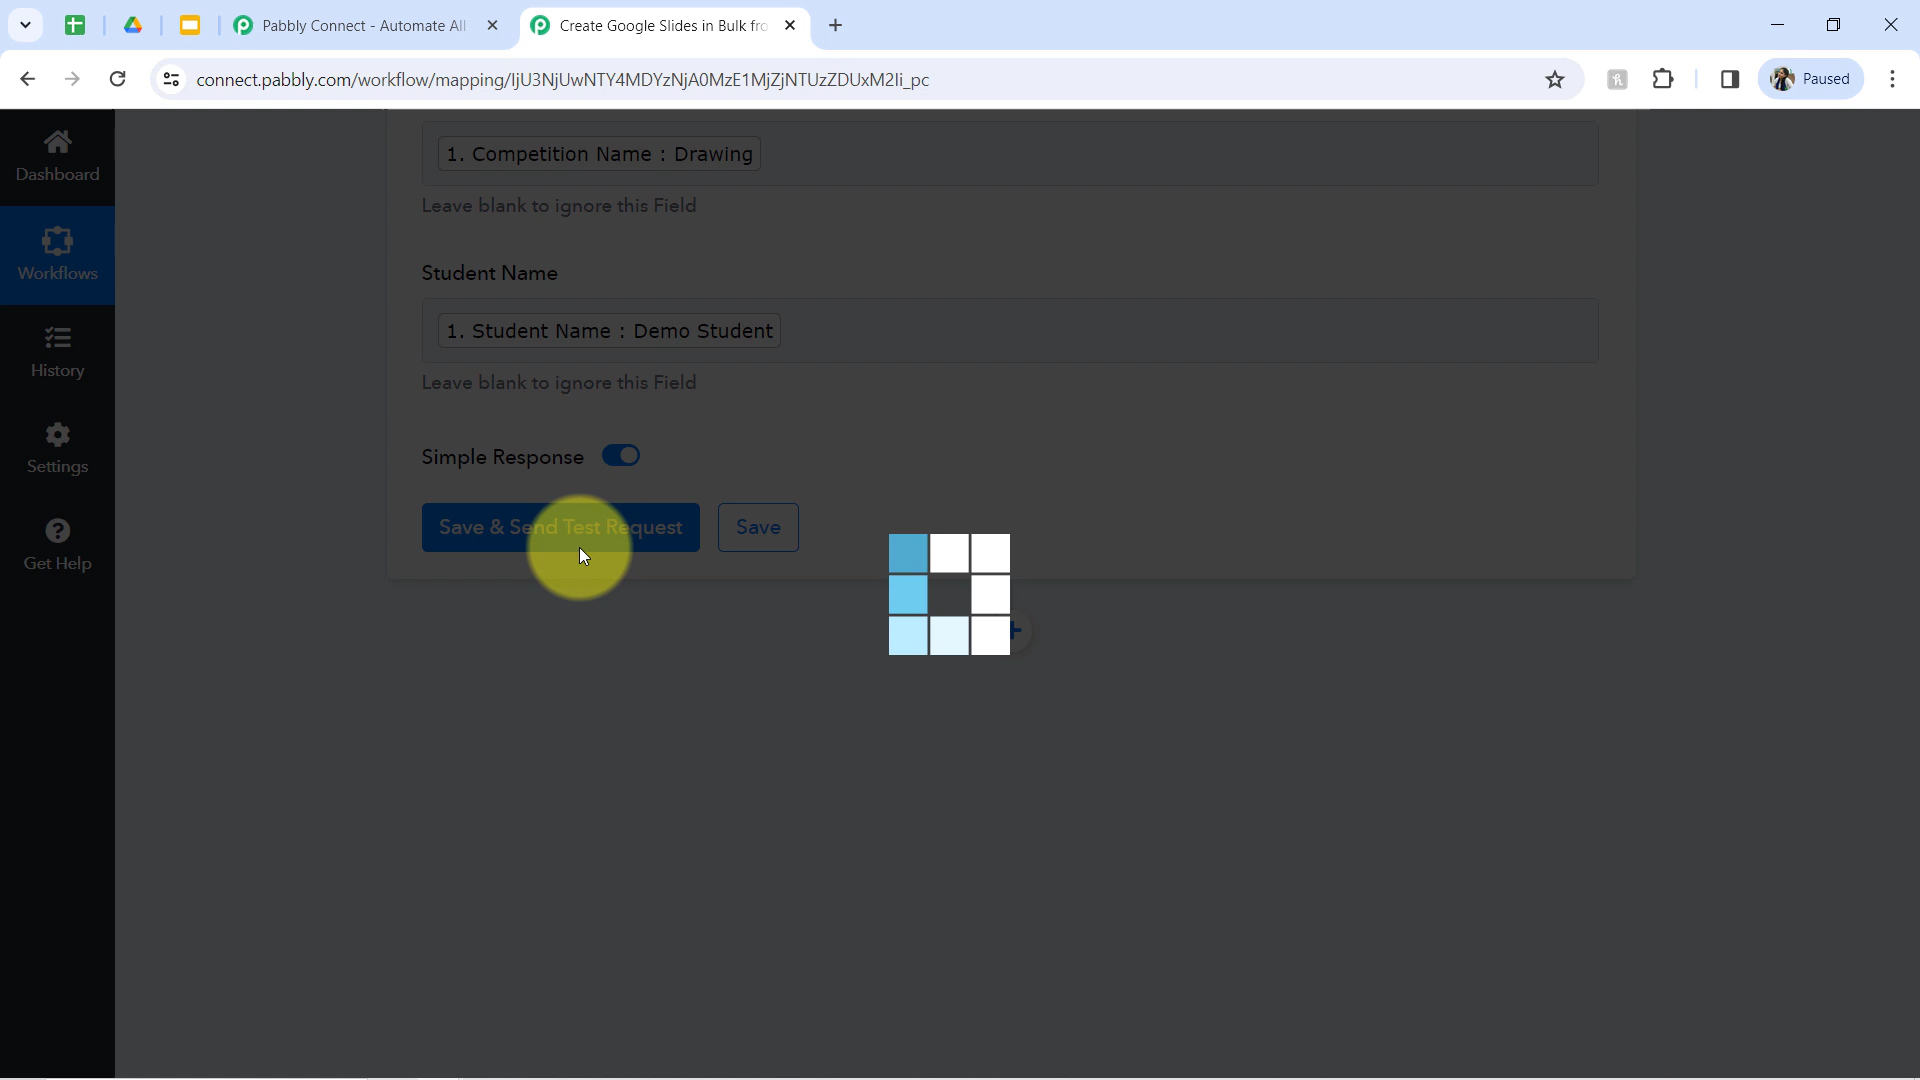 Pabbly Connect - Automate All
Create Google Slides in Bulk fro
connect.pabbly.com/workflow/mapping/IjU3NjUwNTY4MDYzNjA0MzE1MjZjNTUzZDUxM2Ii_pc
Paused
Dashboard
Workflows
History
Settings
Get Help
1. Competition Name : Drawing
Leave blank to ignore this Field
Student Name
1. Student Name : Demo Student
Leave blank to ignore this Field
Simple Response
Save & Send Test Request
Save